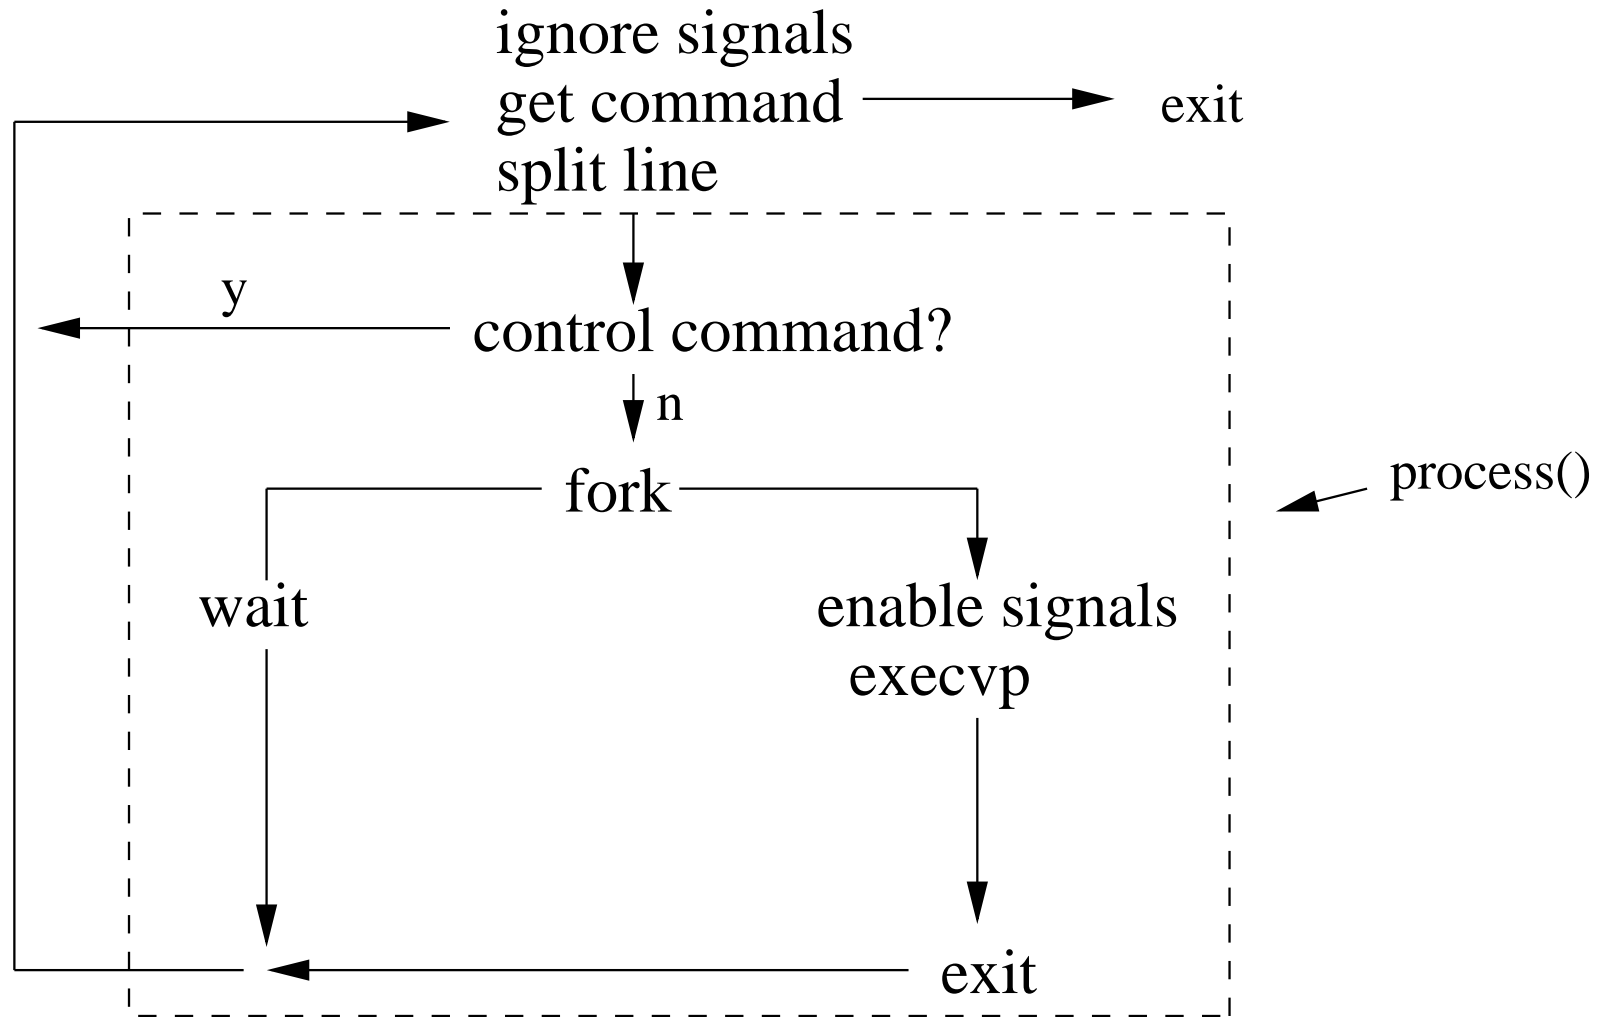 ignore signals
get command
exit
split line
y
control command?
n
fork
process()
wait
enable signals
execvp
exit